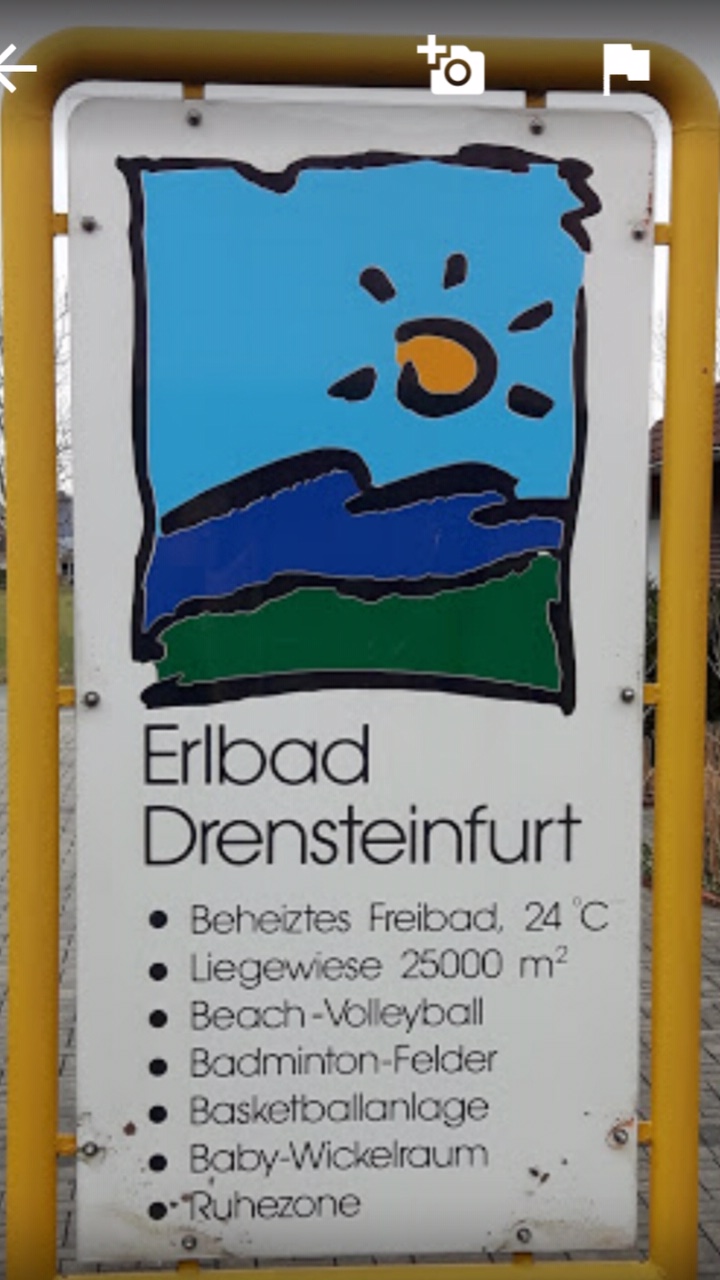 Erlbad
Drensteinfurt
• Beheiztes Freibad, 24 °C
• Liegewiese 25000 m²
• Beach-Volleyball
• Badminton-Felder
• Basketballanlage
• Baby-Wickelraum
• Ruhezone